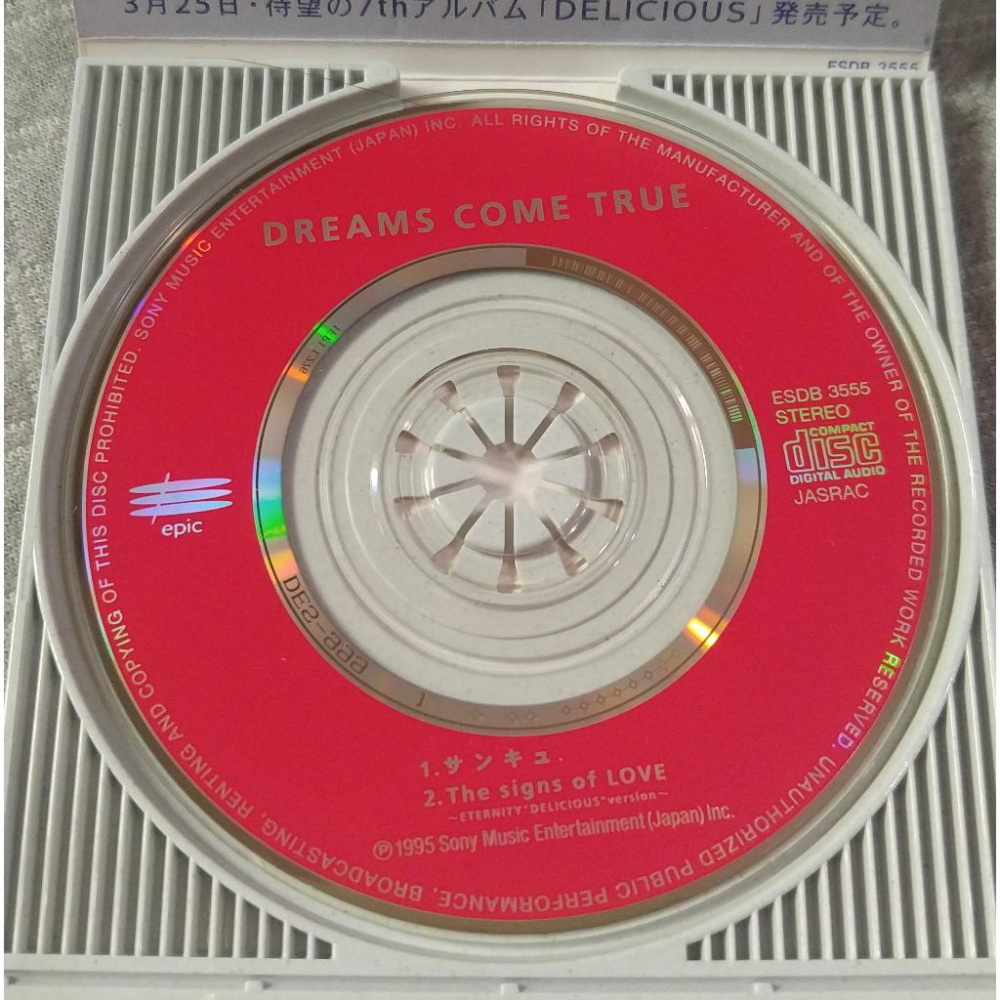 3月25日・待望の7thアルバム「DELICIOUS」発売予定。
ESDB 3555
DREAMS COME TRUE
ESDB 3555
STEREO
COMPACT
disc
DIGITAL AUDIO
JASRAC
epic
1.サンキュ.
2.The signs of LOVE
~ETERNITY"DELICIOUS"version~
Ⓟ1995 Sony Music Entertainment (Japan) Inc.
SONY MUSIC ENTERTAINMENT (JAPAN) INC. ALL RIGHTS OF THE MANUFACTURER AND OF THE OWNER OF THE RECORDED WORK RESERVED. UNAUTHORIZED PUBLIC PERFORMANCE, BROADCASTING, RENTING AND COPYING OF THIS DISC PROHIBITED.